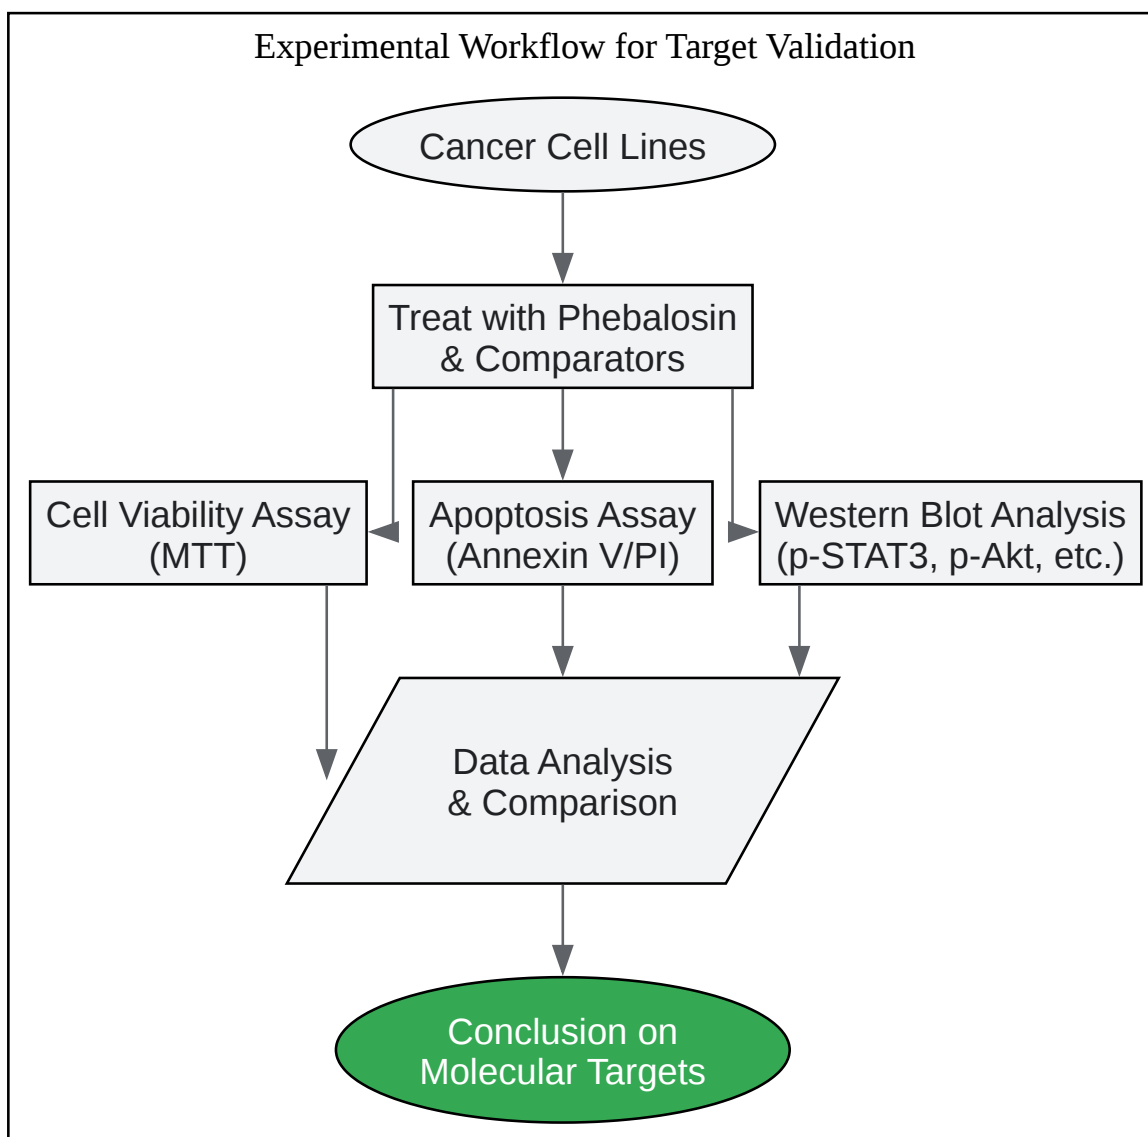 Experimental Workflow for Target Validation
Cancer Cell Lines
Treat with Phebalosin
& Comparators
Cell Viability Assay
(MTT)
Apoptosis Assay
(Annexin V/PI)
Western Blot Analysis
(p-STAT3, p-Akt, etc.)
Data Analysis
& Comparison
Conclusion on
Molecular Targets